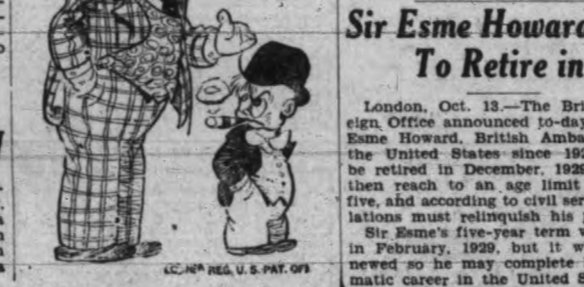 REG. U. S. PAT. OFF
Sir Esme Howard
To Retire in
London, Oct. 13.—The Bri
eign Office announced to-day
Esme Howard, British Amba
the United States since 192
be retired in December, 1929
then reach to an age limit
five, and according to civil ser
lations must relinquish his
Sir Esme's five-year term
in February, 1929, but it w
newed so he may complete
matic career in the United S